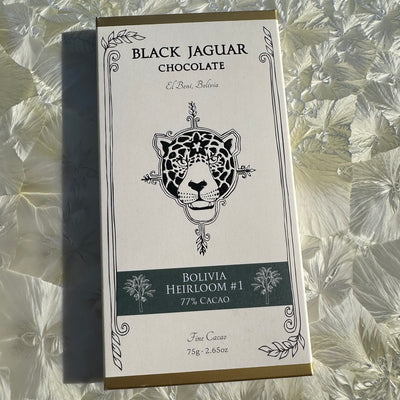 BLACK JAGUAR
CHOCOLATE
El Beni, Bolivia
BOLIVIA
HEIRLOOM #1
77% CACAO
Fine Cacao
75g - 2.65oz